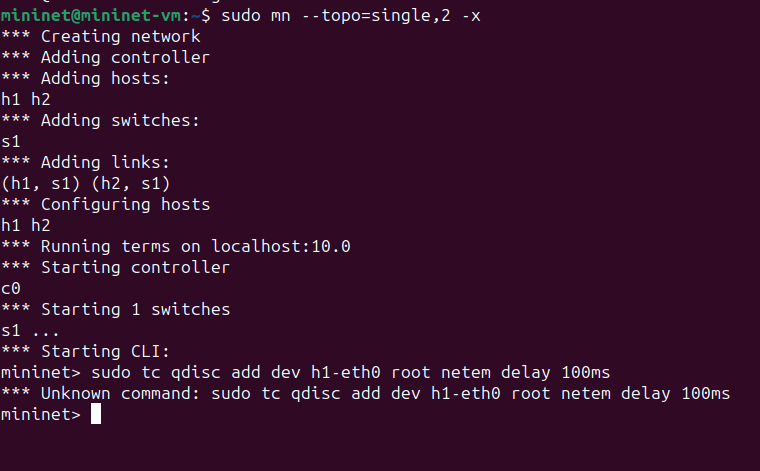 mininet@mininet-vm:~$ sudo mn --topo=single,2 -x
*** Creating network
*** Adding controller
*** Adding hosts:
h1 h2
*** Adding switches:
s1
*** Adding links:
(h1, s1) (h2, s1)
*** Configuring hosts
h1 h2
*** Running terms on localhost:10.0
*** Starting controller
c0
*** Starting 1 switches
s1 ...
*** Starting CLI:
mininet> sudo tc qdisc add dev h1-eth0 root netem delay 100ms
*** Unknown command: sudo tc qdisc add dev h1-eth0 root netem delay 100ms
mininet>